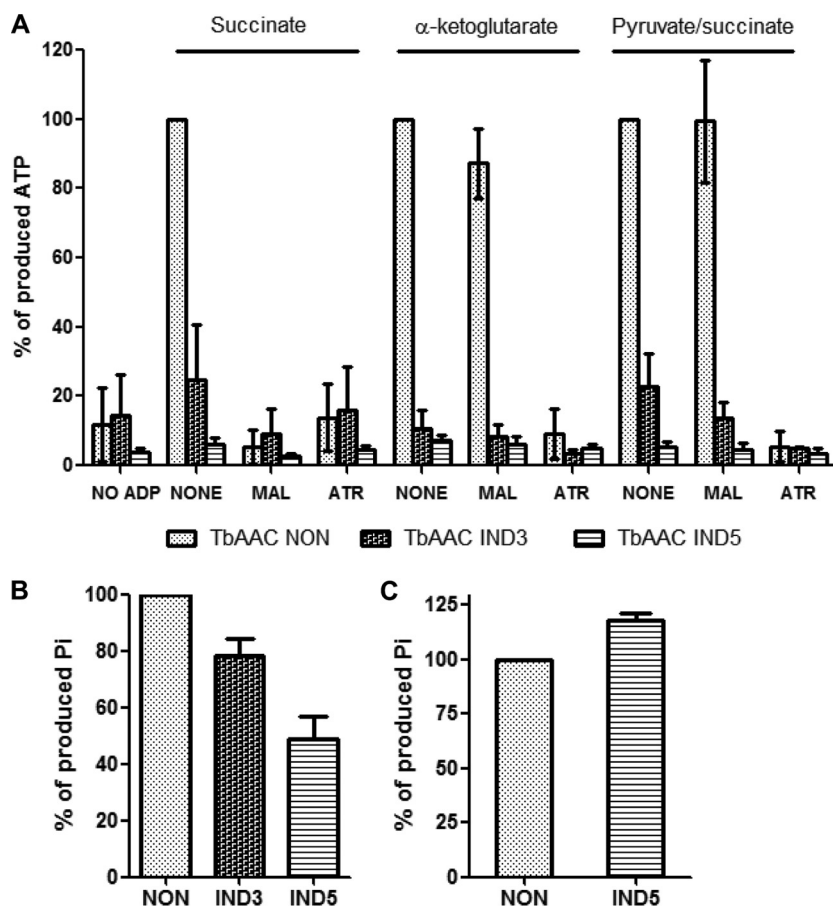 A
Succinate α-ketoglutarate Pyruvate/succinate
% of produced ATP
120
100
80
60
40
20
0
NO ADP NONE MAL ATR NONE MAL ATR NONE MAL ATR
TbAAC NON TbAAC IND3 TbAAC IND5
B
% of produced Pi
100
80
60
40
20
0
NON IND3 IND5
C
% of produced Pi
125
100
75
50
25
0
NON IND5